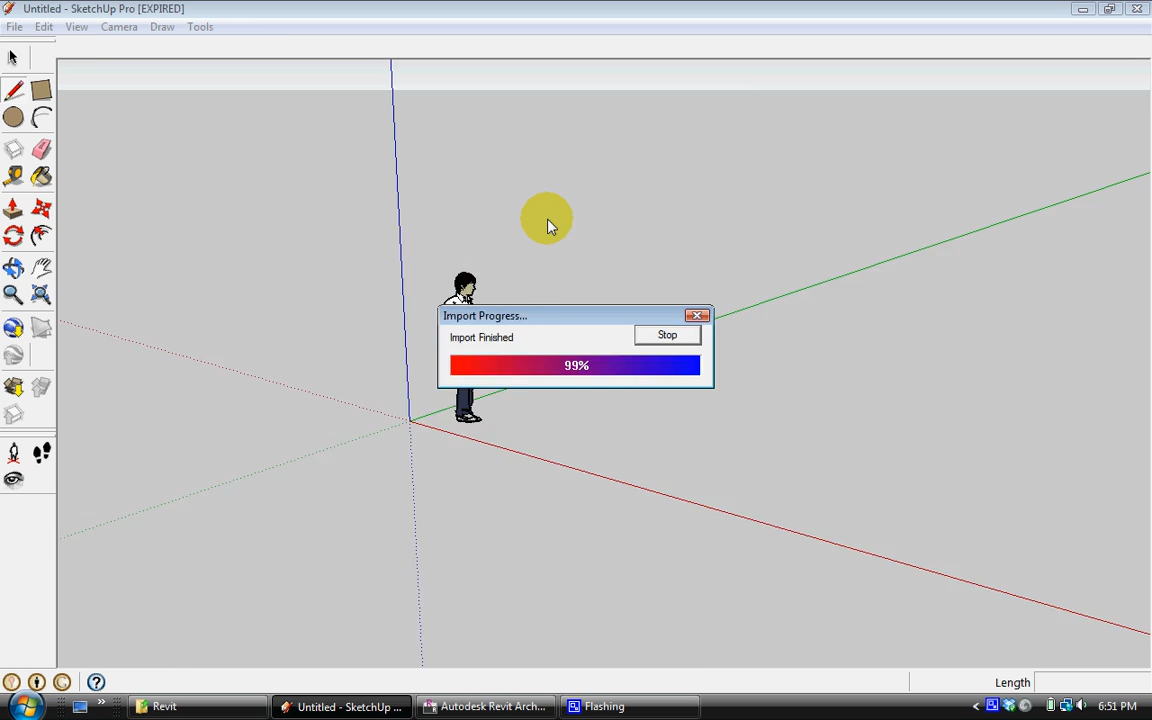 Untitled - SketchUp Pro [EXPIRED]
File Edit View Camera Draw Tools
Import Progress...
Import Finished
Stop
99%
Length
Revit
Untitled - SketchUp ...
Autodesk Revit Arch...
Flashing
6:51 PM